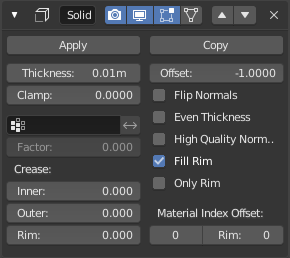 Solid
Apply
Copy
Thickness: 0.01m
Clamp: 0.0000
Factor: 0.000
Crease:
Inner: 0.000
Outer: 0.000
Rim: 0.000
Offset: -1.0000
Flip Normals
Even Thickness
High Quality Norm..
Fill Rim
Only Rim
Material Index Offset:
0 Rim: 0